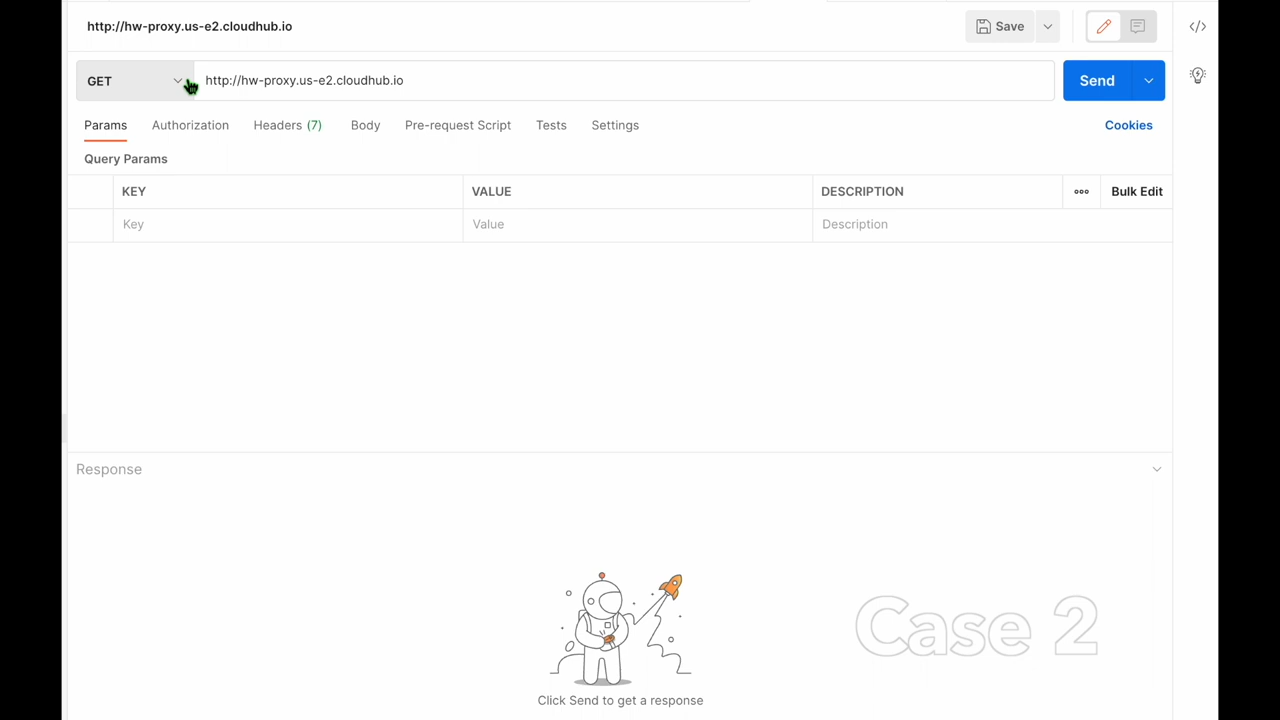 http://hw-proxy.us-e2.cloudhub.io
Save
GET
http://hw-proxy.us-e2.cloudhub.io
Send
Params
Authorization
Headers (7)
Body
Pre-request Script
Tests
Settings
Cookies
Query Params
KEY
VALUE
DESCRIPTION
Bulk Edit
Key
Value
Description
Response
Case 2
Click Send to get a response